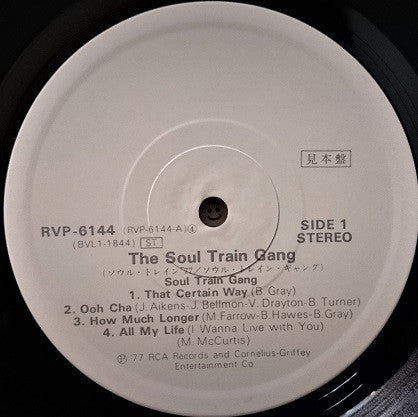 見本盤
RVP-6144 (RVP-6144-A)④ SIDE 1
(BVL1-1844) ST STEREO
The Soul Train Gang
(ソウル・トレイン'77/ソウル・トレイン・ギャング)
Soul Train Gang
1. That Certain Way (B. Gray)
2. Ooh Cha (J. Aikens-J. Bellmon-V. Drayton-B. Turner)
3. How Much Longer (M. Farrow-B. Hawes-B. Gray)
4. All My Life (I Wanna Live with You)
(M. McCurtis)
℗ '77 RCA Records and Cornelius-Griffey
Entertainment Co.